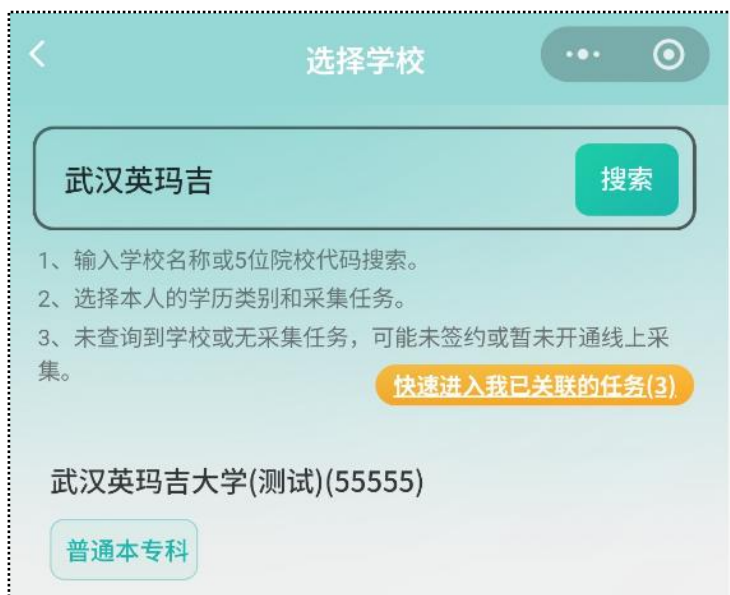 选择学校
武汉英玛吉
搜索
1、输入学校名称或5位院校代码搜索。
2、选择本人的学历类别和采集任务。
3、未查询到学校或无采集任务，可能未签约或暂未开通线上采
集。
快速进入我已关联的任务(3)
武汉英玛吉大学(测试)(55555)
普通本专科